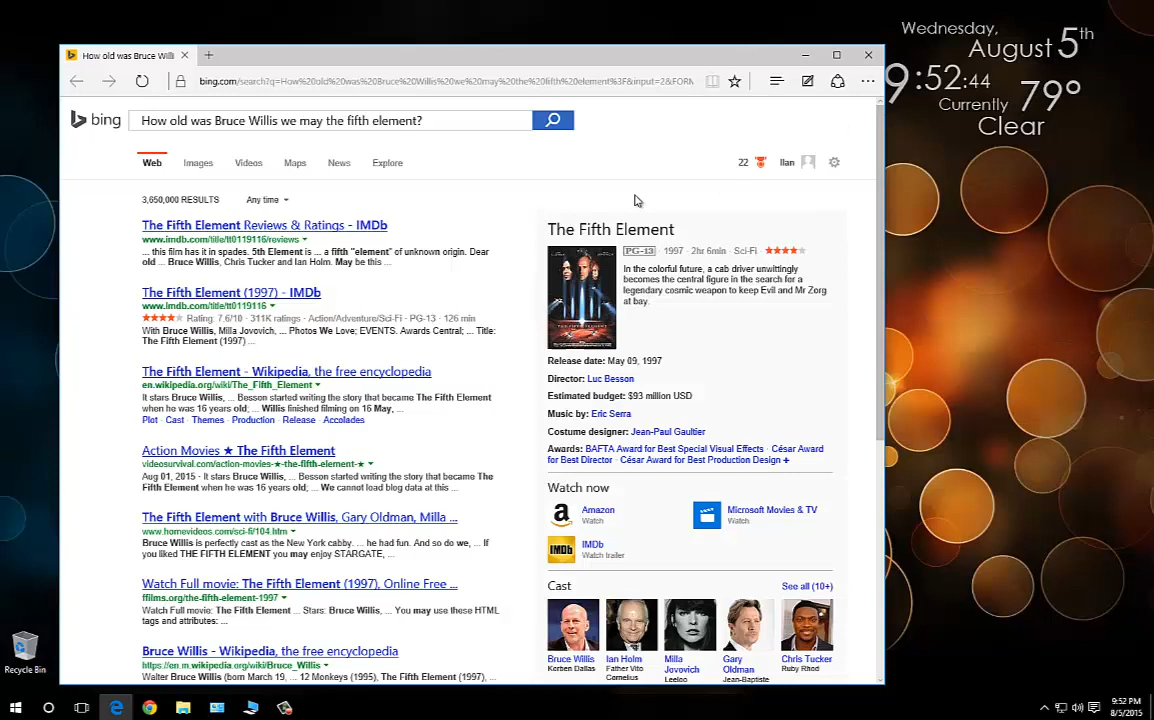 Wednesday,
August 5th
9:52:44
Currently 79°
Clear
How old was Bruce Willi
bing.com/search?q=How%20old%20was%20Bruce%20Willis%20we%20may%20the%20fifth%20element%3F&input=2&FORM
bing
How old was Bruce Willis we may the fifth element?
Web Images Videos Maps News Explore
22 Ilan
3,650,000 RESULTS Any time
The Fifth Element Reviews & Ratings - IMDb
www.imdb.com/title/tt0119116/reviews
... this film has it in spades. 5th Element is ... a fifth "element" of unknown origin. Dear
old ... Bruce Willis, Chris Tucker and Ian Holm. May be this ...
The Fifth Element (1997) - IMDb
www.imdb.com/title/tt0119116
Rating: 7.6/10 · 311K ratings · Action/Adventure/Sci-Fi · PG-13 · 126 min
With Bruce Willis, Milla Jovovich, ... Photos We Love; EVENTS. Awards Central; ... Title:
The Fifth Element (1997) ...
The Fifth Element - Wikipedia, the free encyclopedia
en.wikipedia.org/wiki/The_Fifth_Element
It stars Bruce Willis, ... Besson started writing the story that became The Fifth Element
when he was 16 years old; ... Willis finished filming on 16 May, ...
Plot · Cast · Themes · Production · Release · Accolades
Action Movies ★ The Fifth Element
videosurvival.com/action-movies-★-the-fifth-element-★
Aug 01, 2015 - It stars Bruce Willis, ... Besson started writing the story that became The
Fifth Element when he was 16 years old; ... We cannot load blog data at this ...
The Fifth Element with Bruce Willis, Gary Oldman, Milla ...
www.homevideos.com/sci-fi/104.htm
Bruce Willis is perfectly cast as the New York cabby. ... he had fun. And so do we, ... If
you liked THE FIFTH ELEMENT you may enjoy STARGATE, ...
Watch Full movie: The Fifth Element (1997), Online Free ...
ffilms.org/the-fifth-element-1997
Watch Full movie: The Fifth Element ... Stars: Bruce Willis, ... You may use these HTML
tags and attributes: ...
Bruce Willis - Wikipedia, the free encyclopedia
https://en.m.wikipedia.org/wiki/Bruce_Willis
Walter Bruce Willis (born March 19, ... 12 Monkeys (1995), The Fifth Element (1997), ...
The Fifth Element
PG-13 · 1997 · 2hr 6min · Sci-Fi
In the colorful future, a cab driver unwittingly
becomes the central figure in the search for a
legendary cosmic weapon to keep Evil and Mr Zorg
at bay.
Release date: May 09, 1997
Director: Luc Besson
Estimated budget: $93 million USD
Music by: Eric Serra
Costume designer: Jean-Paul Gaultier
Awards: BAFTA Award for Best Special Visual Effects · César Award
for Best Director · César Award for Best Production Design +
Watch now
Amazon
Watch
Microsoft Movies & TV
Watch
IMDb
IMDb
Watch trailer
Cast See all (10+)
Bruce Willis
Korben Dallas
Ian Holm
Father Vito
Cornelius
Milla
Jovovich
Leeloo
Gary
Oldman
Jean-Baptiste
Chris Tucker
Ruby Rhod
Recycle Bin
9:52 PM
8/5/2015